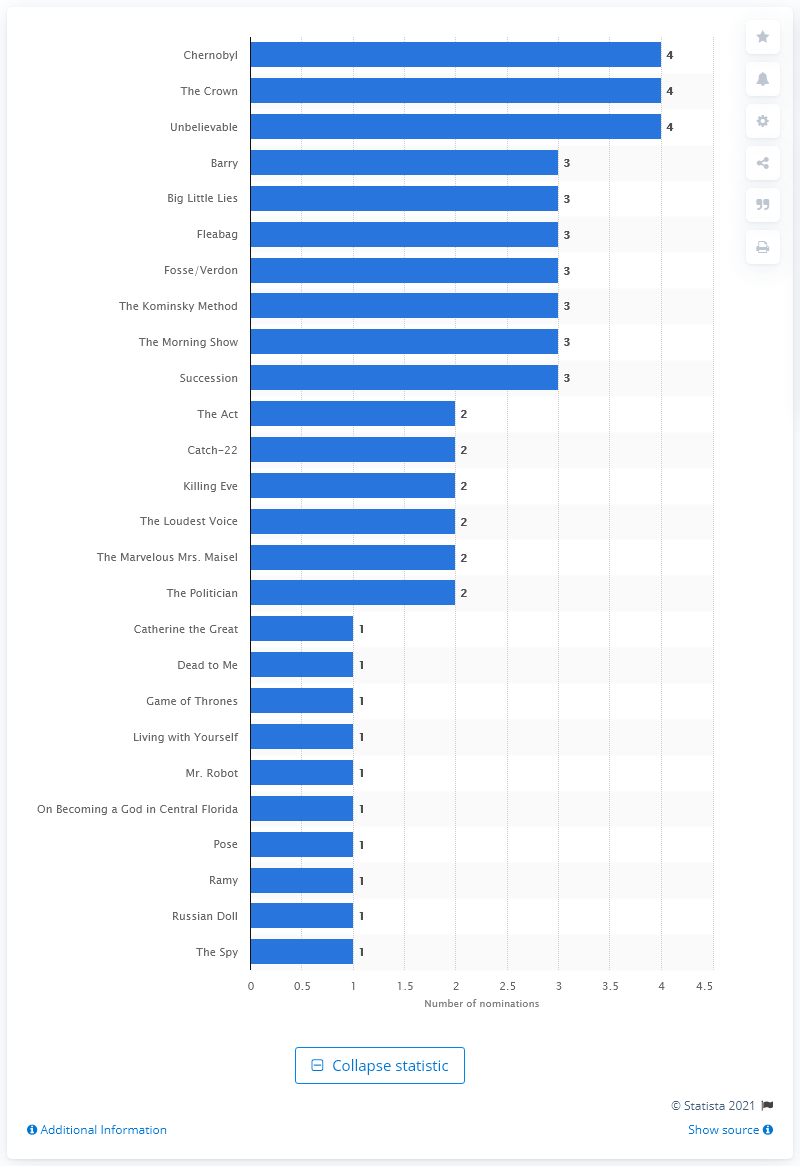 Chernobyl 4
The Crown 4
Unbelievable 4
Barry 3
Big Little Lies 3
Fleabag 3
Fosse/Verdon 3
The Kominsky Method 3
The Morning Show 3
Succession 3
The Act 2
Catch-22 2
Killing Eve 2
The Loudest Voice 2
The Marvelous Mrs. Maisel 2
The Politician 2
Catherine the Great 1
Dead to Me 1
Game of Thrones 1
Living with Yourself 1
Mr. Robot 1
On Becoming a God in Central Florida 1
Pose 1
Ramy 1
Russian Doll 1
The Spy 1
0 0.5 1 1.5 2 2.5 3 3.5 4 4.5
Number of nominations
Collapse statistic
© Statista 2021
Additional Information
Show source